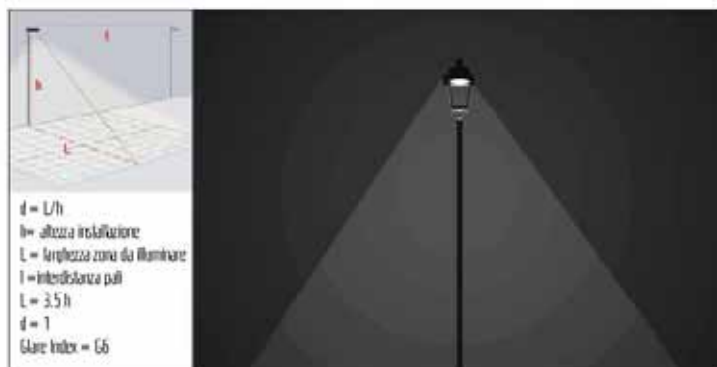 l
h
L
d = L/h
h= altezza installazione
L = larghezza zona da illuminare
l =interdistanza pali
L = 3.5 h
d = 1
Glare Index = G6